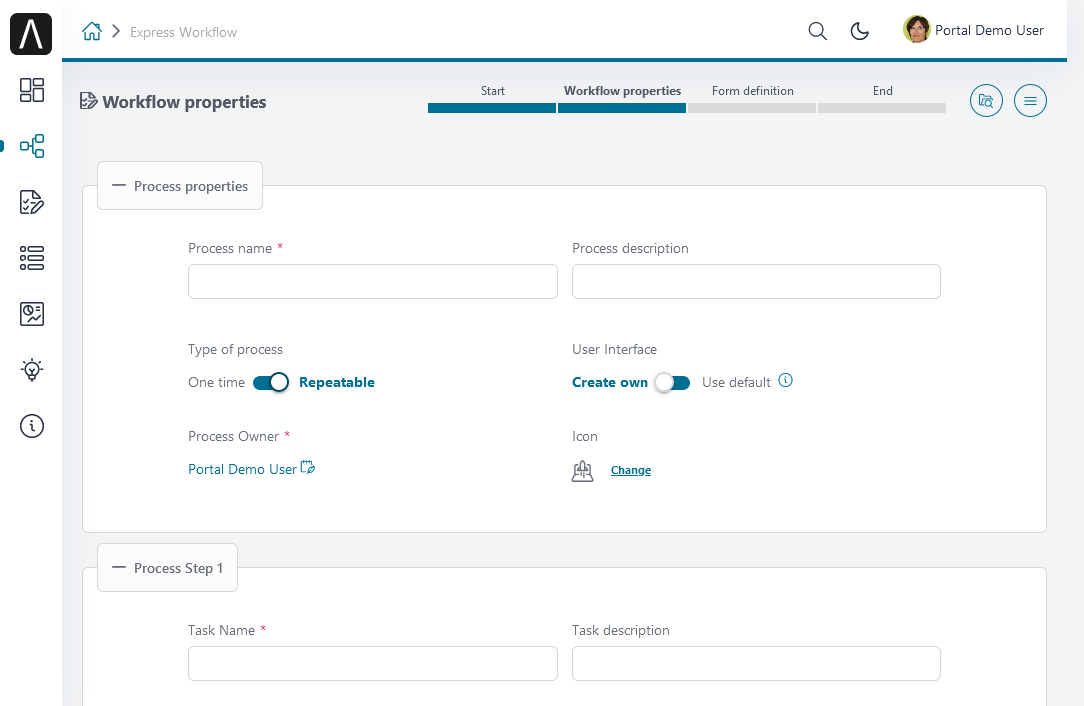 Express Workflow
Portal Demo User
Workflow properties
Start
Workflow properties
Form definition
End
Process properties
Process name *
Process description
Type of process
User Interface
One time
Repeatable
Create own
Use default
Process Owner *
Icon
Portal Demo User
Change
Process Step 1
Task Name *
Task description